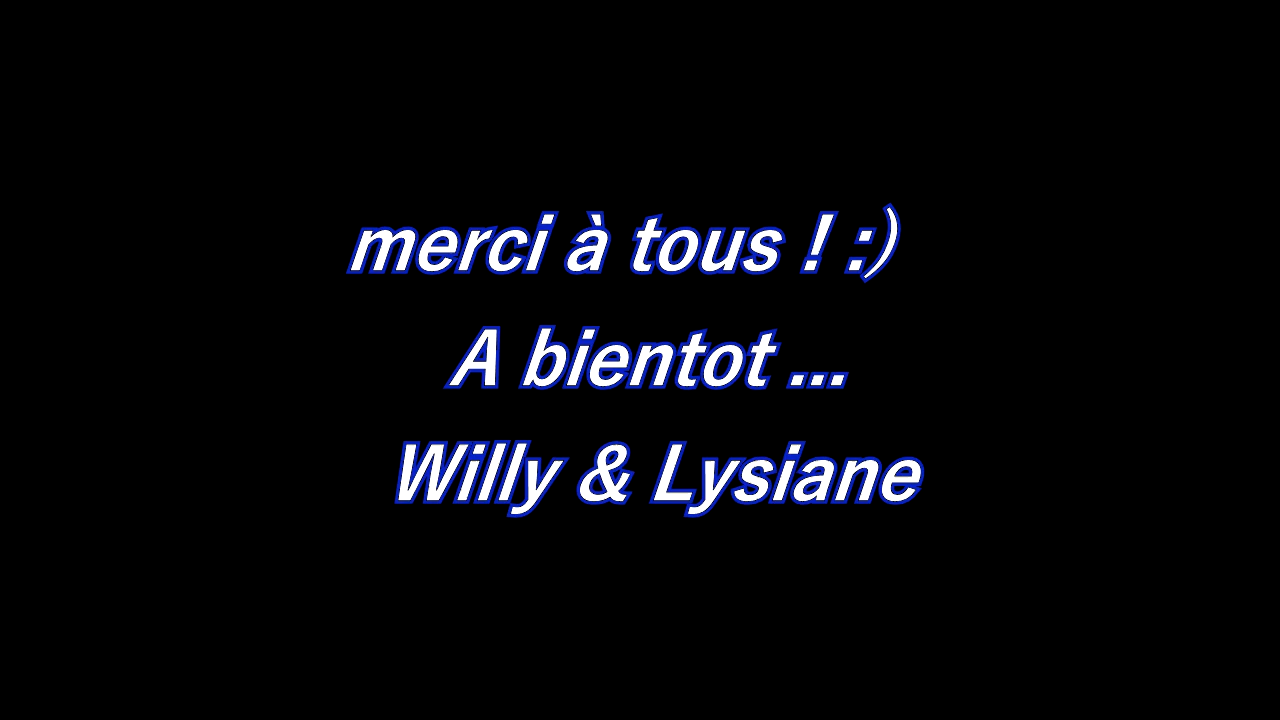 merci à tous ! :)
A bientot ...
Willy & Lysiane